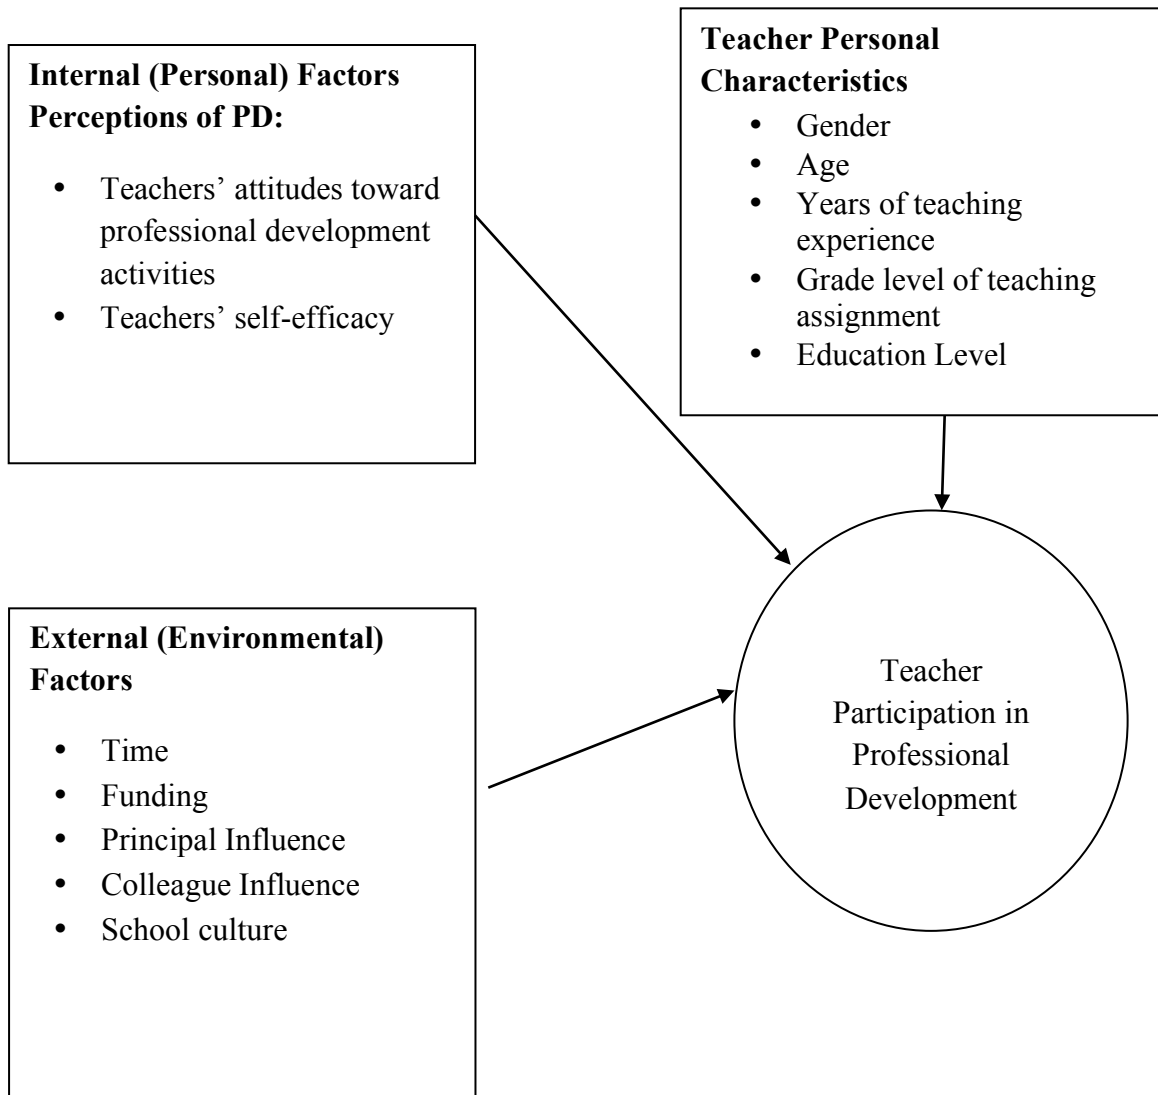 Internal (Personal) Factors
Perceptions of PD:
• Teachers’ attitudes toward
professional development
activities
• Teachers’ self-efficacy
Teacher Personal
Characteristics
• Gender
• Age
• Years of teaching
experience
• Grade level of teaching
assignment
• Education Level
External (Environmental)
Factors
• Time
• Funding
• Principal Influence
• Colleague Influence
• School culture
Teacher
Participation in
Professional
Development